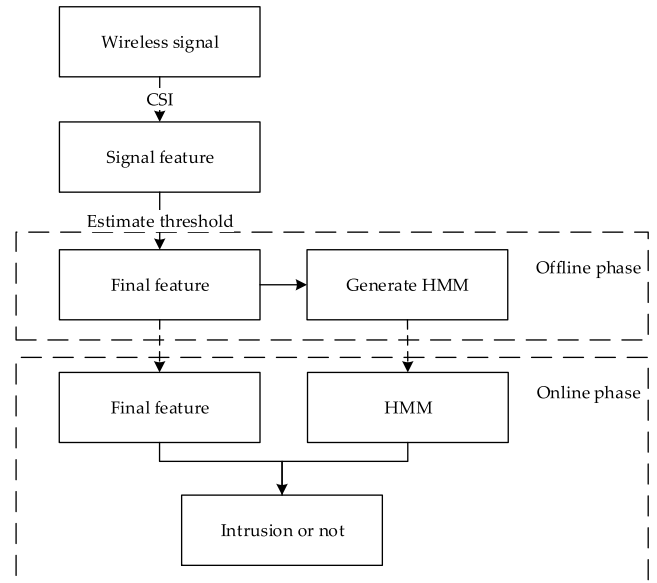 Wireless signal
CSI
Signal feature
Estimate threshold
Final feature
Generate HMM
Offline phase
Final feature
HMM
Online phase
Intrusion or not